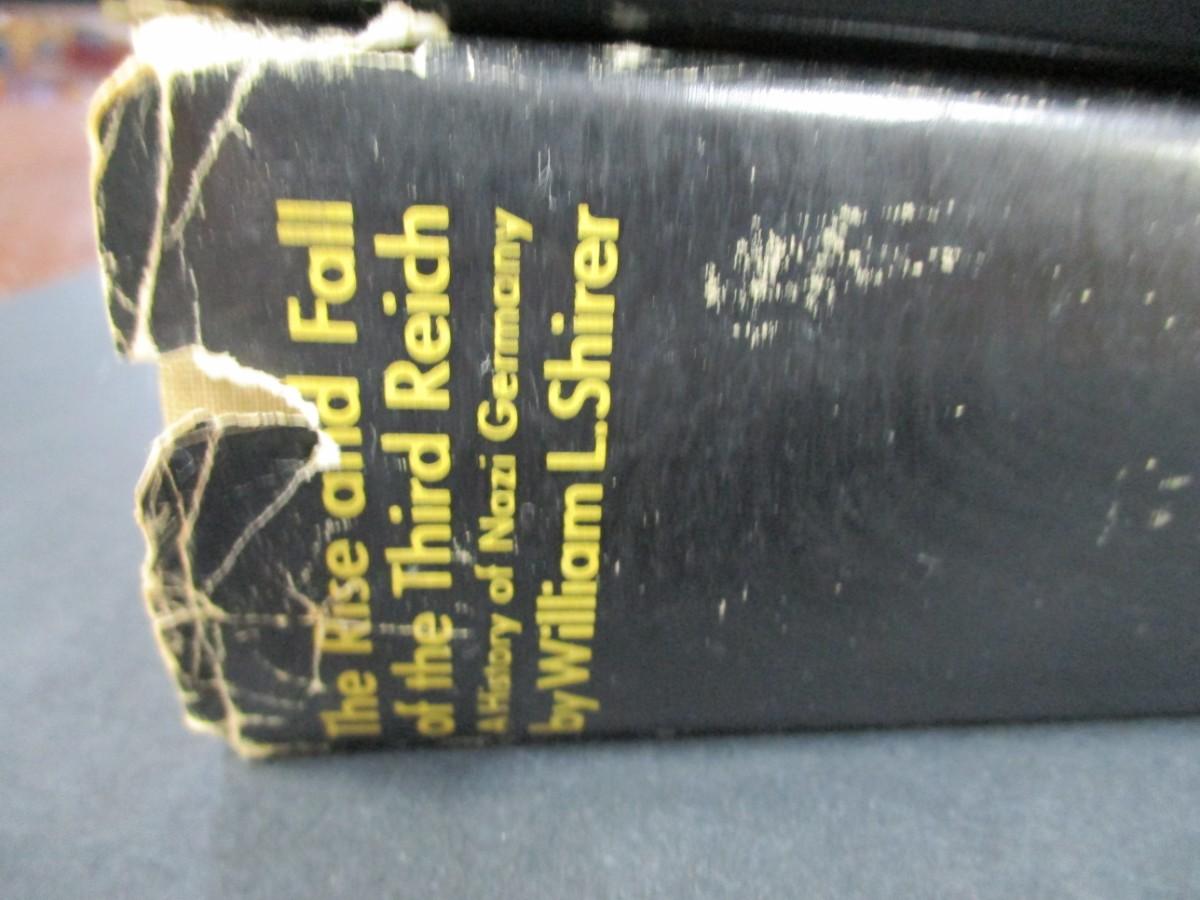 The Rise and Fall
of the Third Reich
A History of Nazi Germany
by William L. Shirer